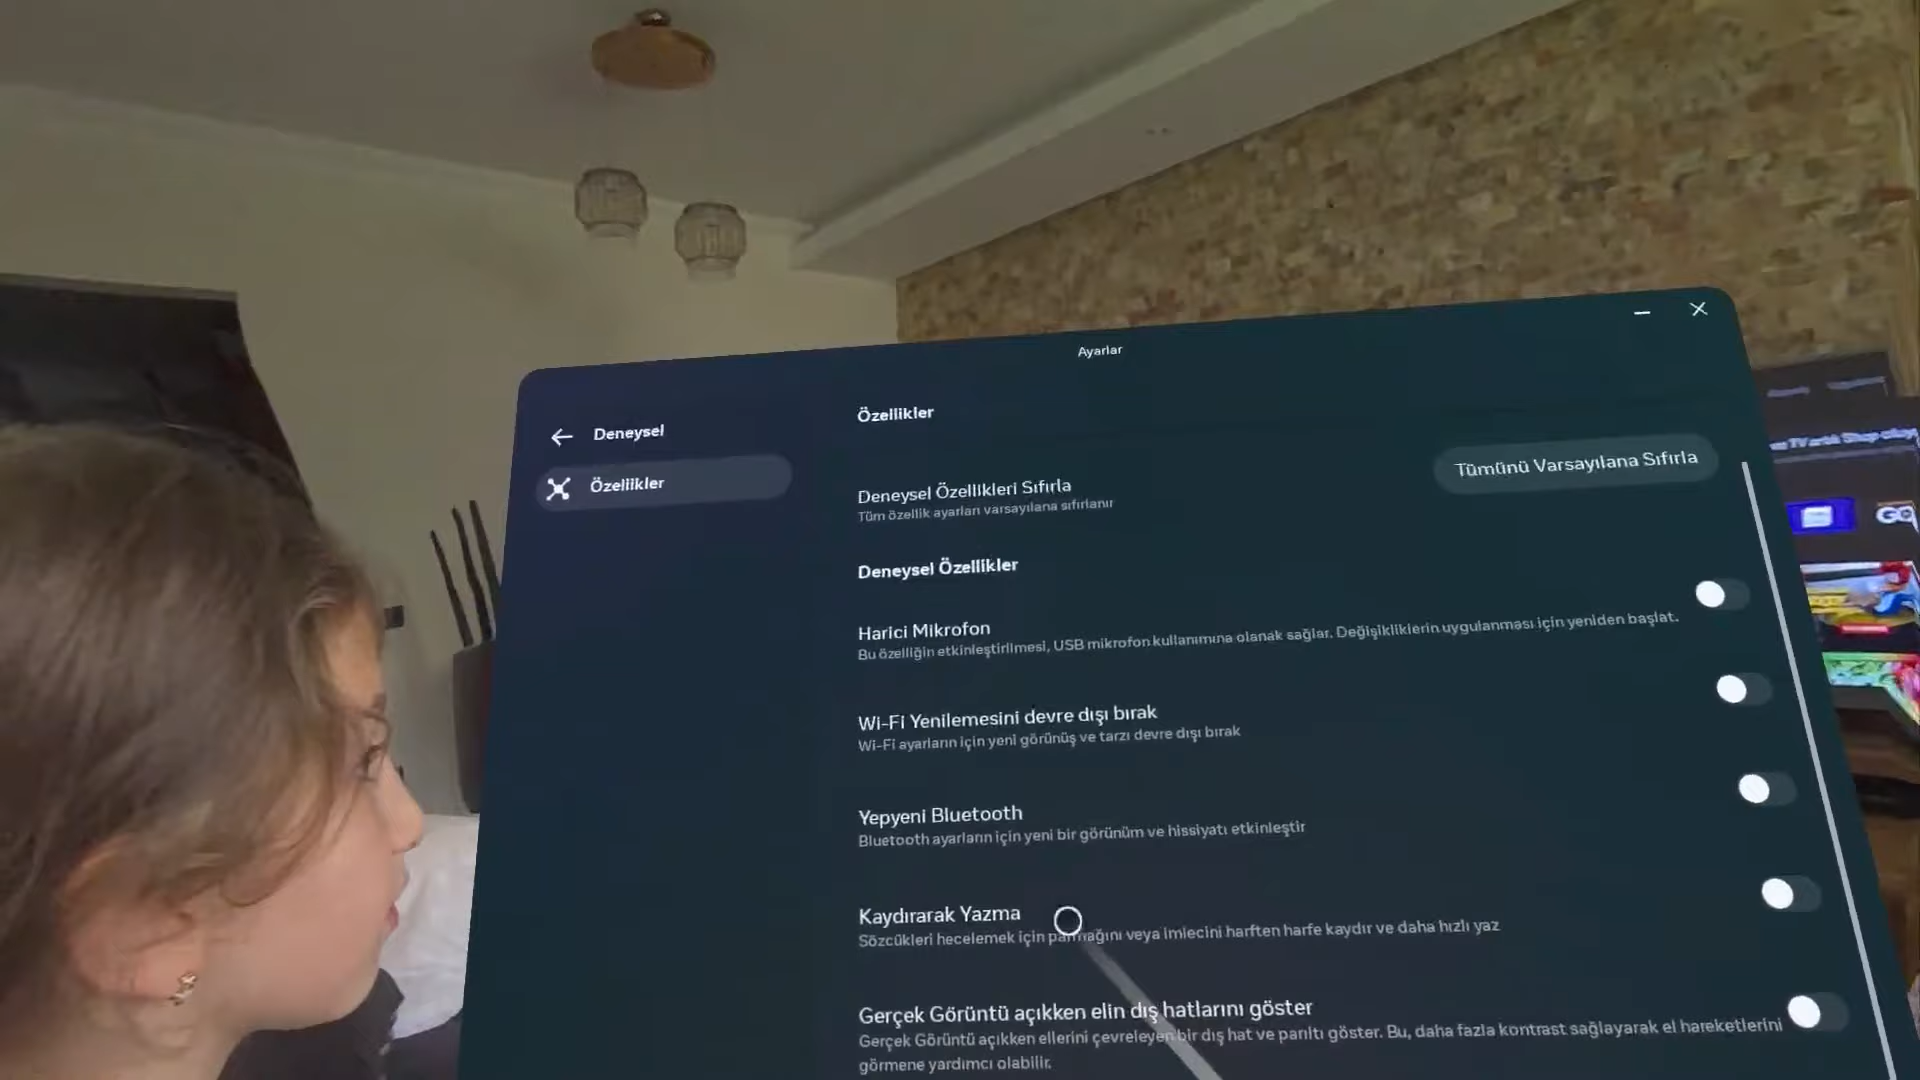 Ayarlar
Deneysel
Özellikler
Özellikler
Deneysel Özellikleri Sıfırla
Tüm özellik ayarları varsayılana sıfırlanır
Tümünü Varsayılana Sıfırla
Deneysel Özellikler
Harici Mikrofon
Bu özelliğin etkinleştirilmesi, USB mikrofon kullanımına olanak sağlar. Değişikliklerin uygulanması için yeniden başlat.
Wi-Fi Yenilemesini devre dışı bırak
Wi-Fi ayarların için yeni görünüş ve tarzı devre dışı bırak
Yepyeni Bluetooth
Bluetooth ayarların için yeni bir görünüm ve hissiyatı etkinleştir
Kaydırarak Yazma
Sözcükleri hecelemek için parmağını veya imlecini harften harfe kaydır ve daha hızlı yaz
Gerçek Görüntü açıkken elin dış hatlarını göster
Gerçek Görüntü açıkken ellerini çevreleyen bir dış hat ve parıltı göster. Bu, daha fazla kontrast sağlayarak el hareketlerini
görmene yardımcı olabilir.
TV artık Shop